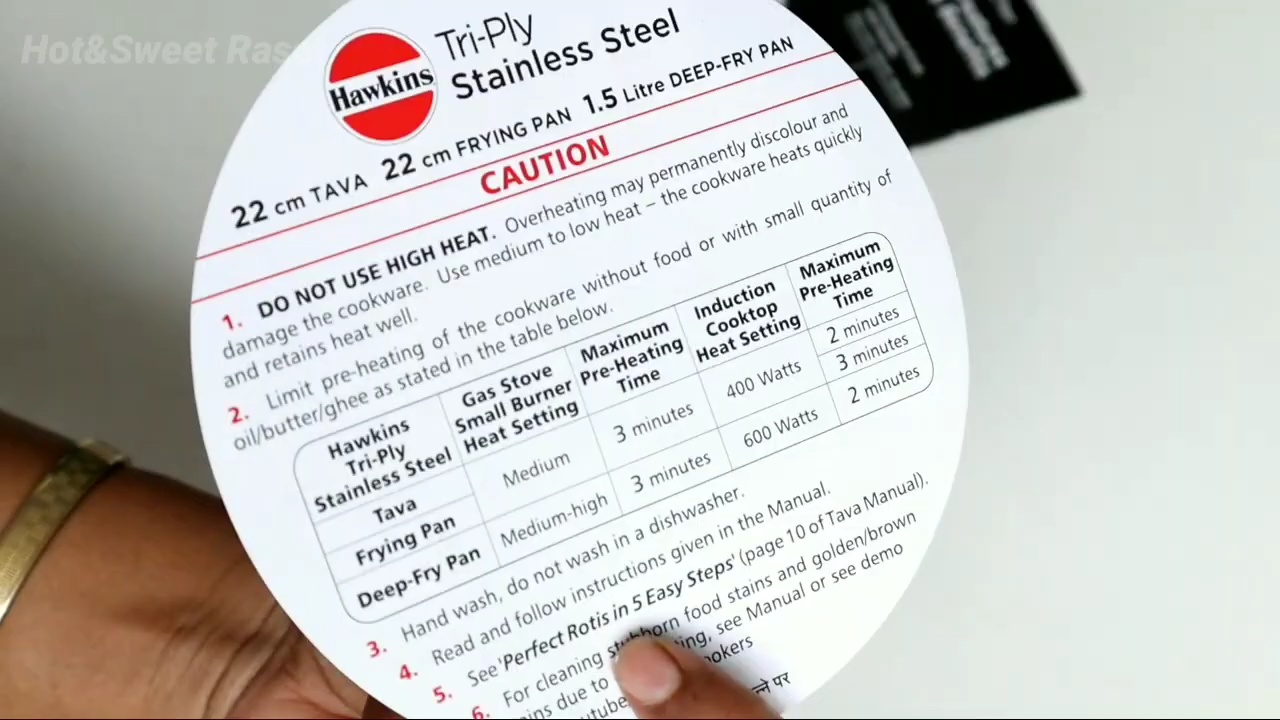 Hot&Sweet Ras
Hawkins
Tri-Ply
Stainless Steel
22 cm TAVA 22 cm FRYING PAN 1.5 Litre DEEP-FRY PAN
CAUTION
1. DO NOT USE HIGH HEAT. Overheating may permanently discolour and
damage the cookware. Use medium to low heat – the cookware heats quickly
and retains heat well.
2. Limit pre-heating of the cookware without food or with small quantity of
oil/butter/ghee as stated in the table below.
Hawkins
Tri-Ply
Stainless Steel
Gas Stove
Small Burner
Heat Setting
Maximum
Pre-Heating
Time
Induction
Cooktop
Heat Setting
Maximum
Pre-Heating
Time
Tava
Medium
3 minutes
400 Watts
2 minutes
Frying Pan
3 minutes
Deep-Fry Pan
Medium-high
3 minutes
600 Watts
2 minutes
3. Hand wash, do not wash in a dishwasher.
4. Read and follow instructions given in the Manual.
5. See 'Perfect Rotis in 5 Easy Steps' (page 10 of Tava Manual).
6. For cleaning stubborn food stains and golden/brown
due to see Manual or see demo